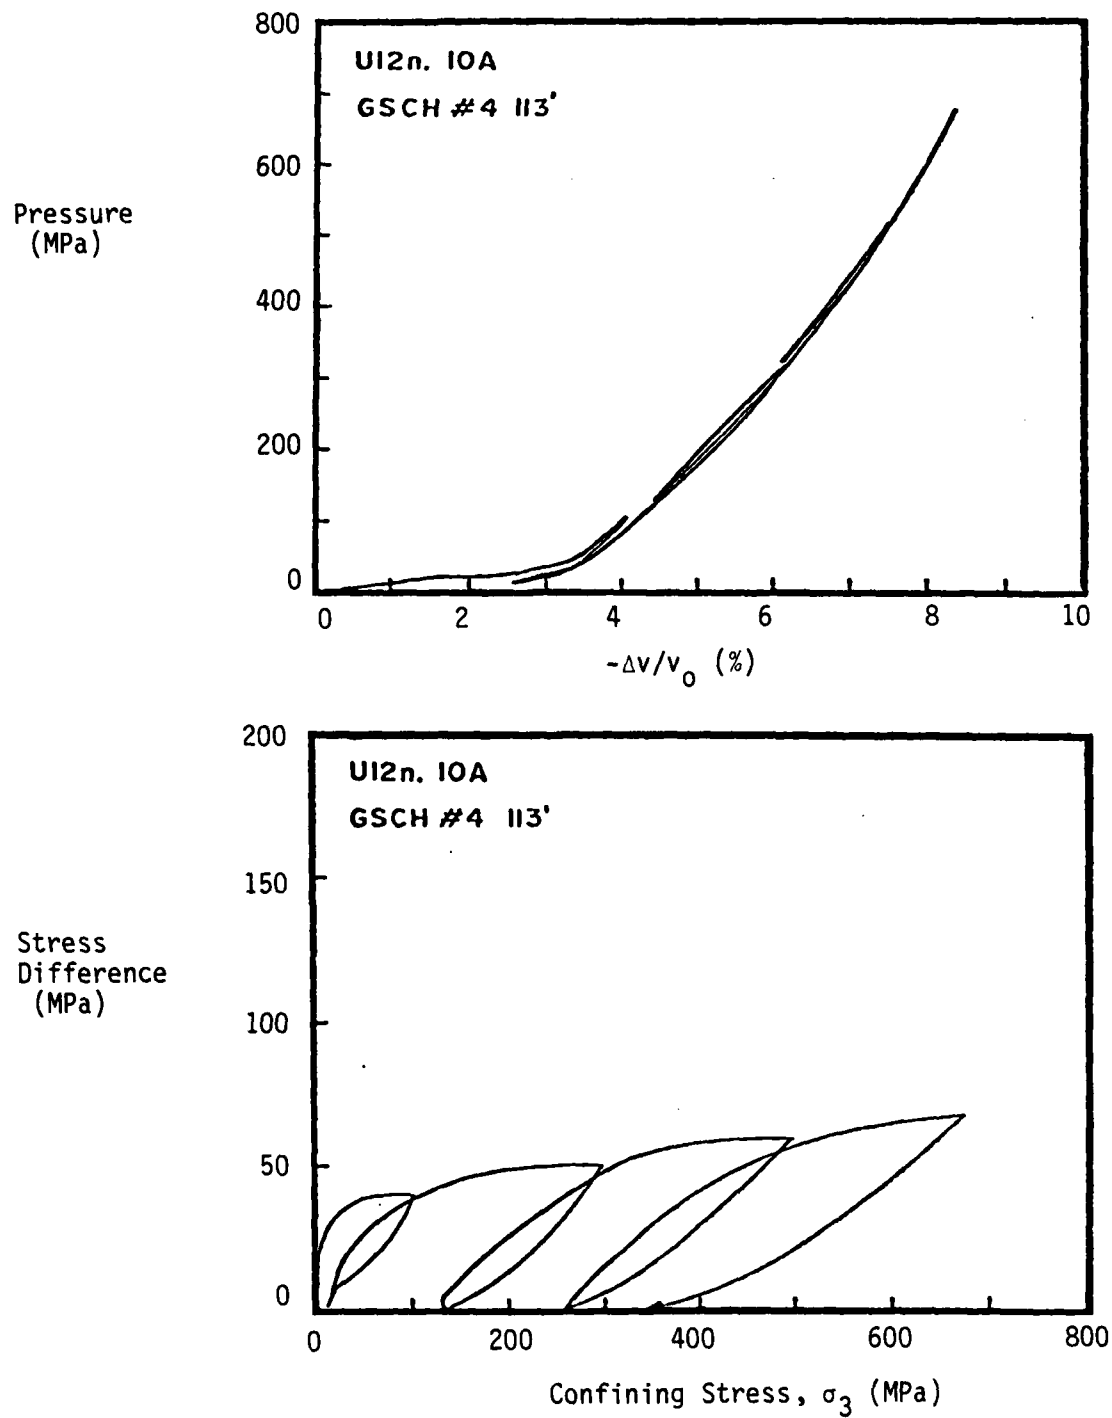 800
U12n. 10A
GSCH #4 113'
600
Pressure
(MPa)
400
200
0
0 2 4 6 8 10
-Δv/vo (%)
200
U12n. 10A
GSCH #4 113'
150
Stress
Difference
(MPa)
100
50
0
0 200 400 600 800
Confining Stress, σ3 (MPa)